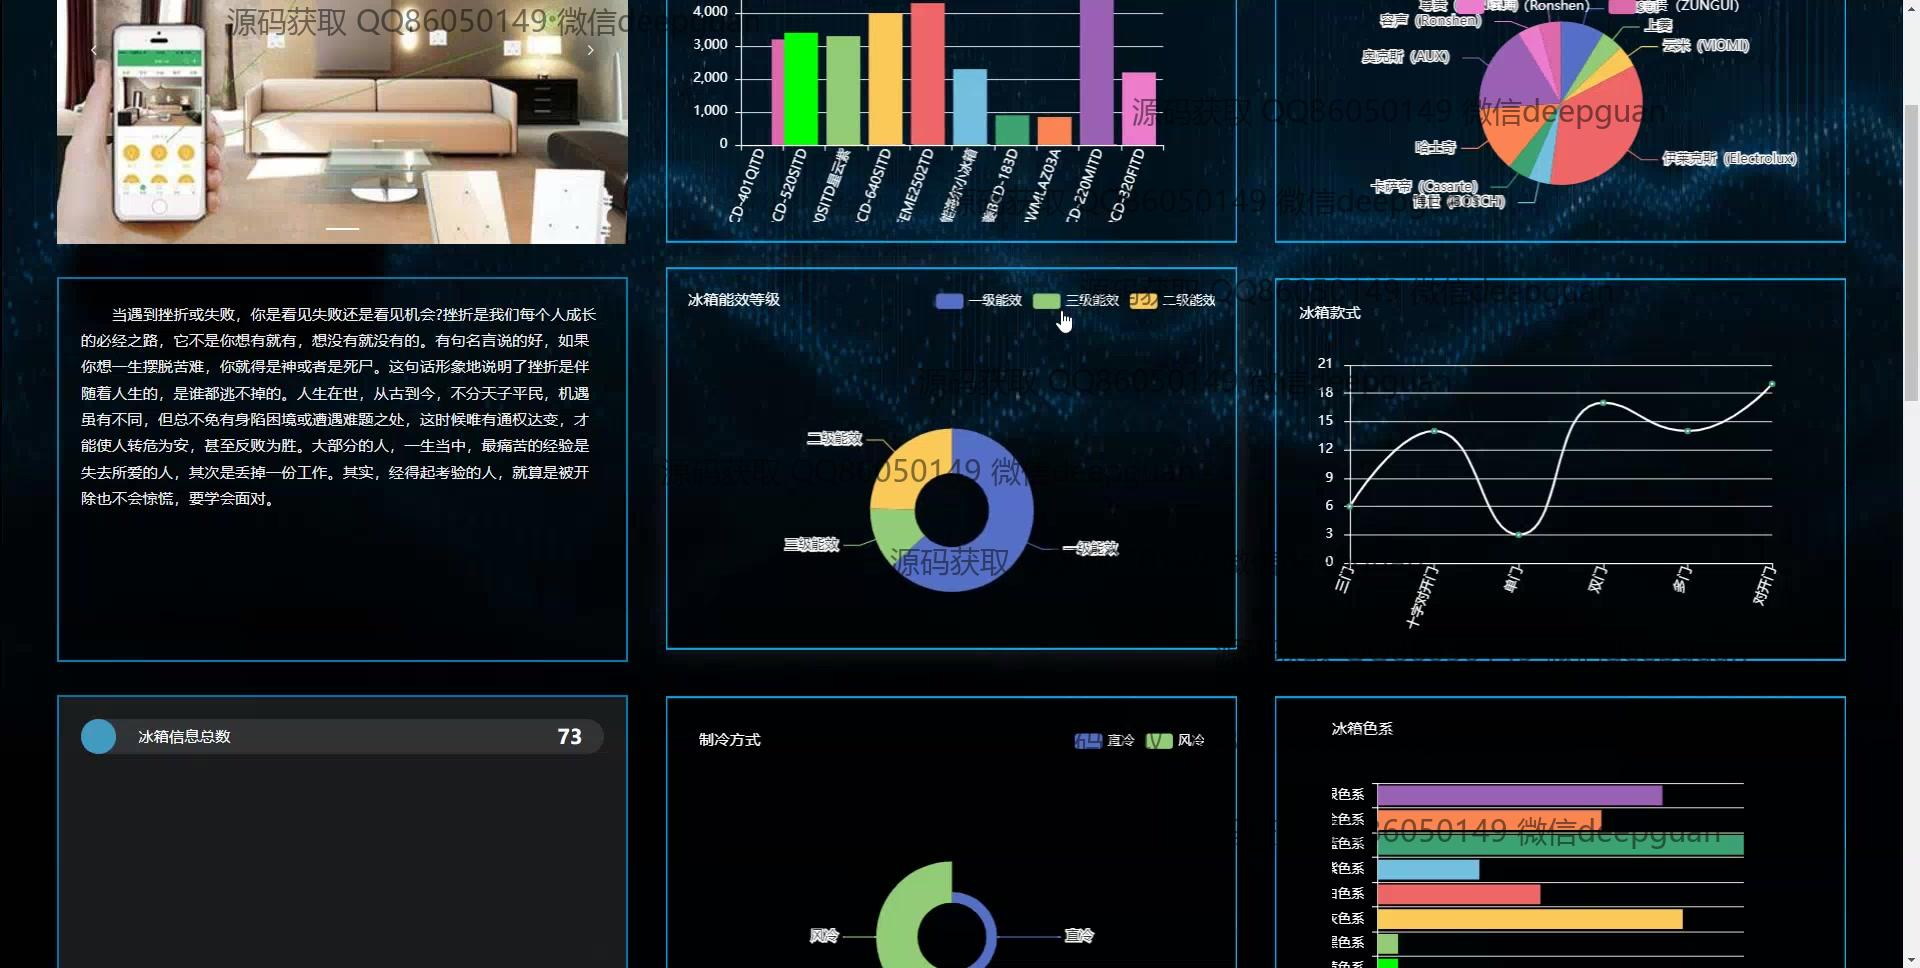 源码获取 QQ86050149 微信deepguan
4,000
3,000
2,000
1,000
0
CD-401QITD
CD-520SITD
0SITD星云紫
CD-640SITD
EME2502TD
能海尔小冰箱
菱BCD-183D
WMLAZ03A
D-220MITD
CD-320FITD
(Ronshen)
(ZUNGUI)
容声 (Ronshen)
上菱
云米 (VIOMI)
奥克斯 (AUX)
源码获取 QQ86050149 微信deepguan
哈士奇
伊莱克斯 (Electrolux)
卡萨帝 (Casarte)
博世 (BOSCH)
当遇到挫折或失败，你是看见失败还是看见机会?挫折是我们每个人成长
的必经之路，它不是你想有就有，想没有就没有的。有句名言说的好，如果
你想一生摆脱苦难，你就得是神或者是死尸。这句话形象地说明了挫折是伴
随着人生的，是谁都逃不掉的。人生在世，从古到今，不分天子平民，机遇
虽有不同，但总不免有身陷困境或遭遇难题之处，这时候唯有通权达变，才
能使人转危为安，甚至反败为胜。大部分的人，一生当中，最痛苦的经验是
失去所爱的人，其次是丢掉一份工作。其实，经得起考验的人，就算是被开
除也不会惊慌，要学会面对。
冰箱能效等级
一级能效
三级能效
二级能效
二级能效
三级能效
一级能效
源码获取 QQ86050149 微信deepguan
源码获取
冰箱款式
21
18
15
12
9
6
3
0
三门
十字对开门
单门
双门
多门
对开门
冰箱信息总数
73
制冷方式
直冷
风冷
风冷
直冷
冰箱色系
色系
色系
色系
色系
色系
色系
色系
86050149 微信deepguan